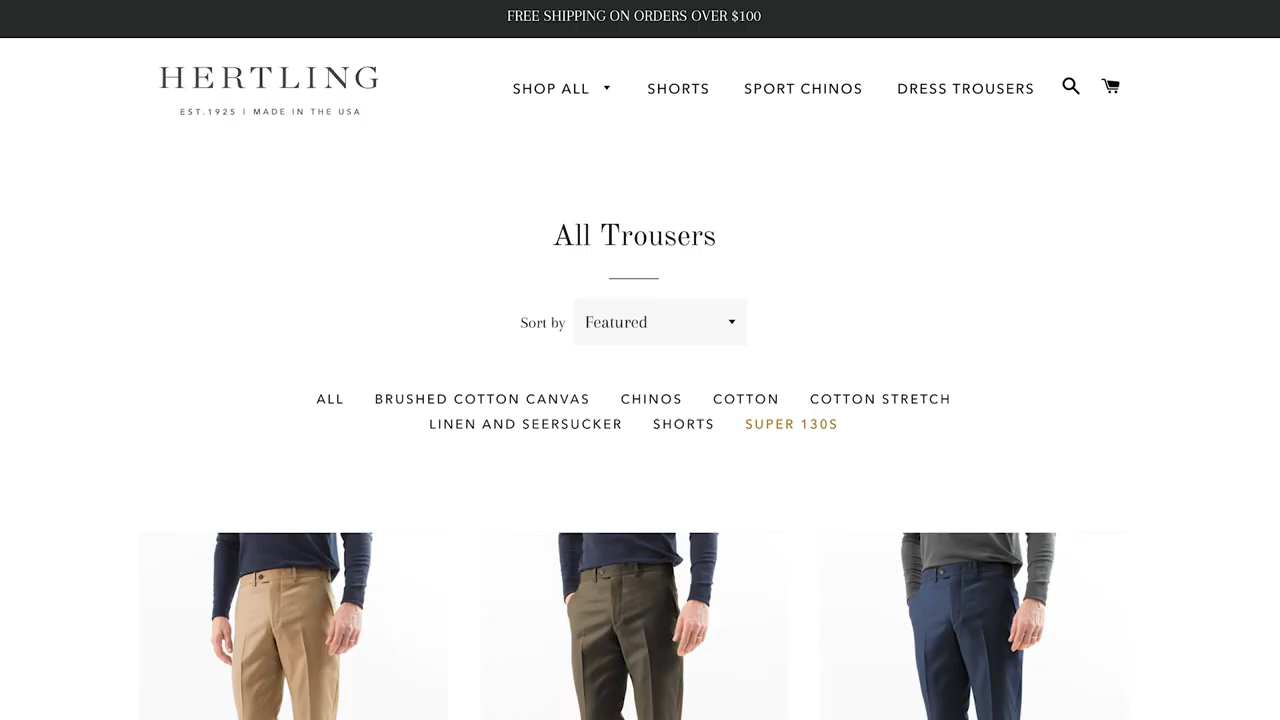 FREE SHIPPING ON ORDERS OVER $100
HERTLING
EST.1925 | MADE IN THE USA
SHOP ALL SHORTS SPORT CHINOS DRESS TROUSERS
All Trousers
Sort by Featured
ALL BRUSHED COTTON CANVAS CHINOS COTTON COTTON STRETCH
LINEN AND SEERSUCKER SHORTS SUPER 130S